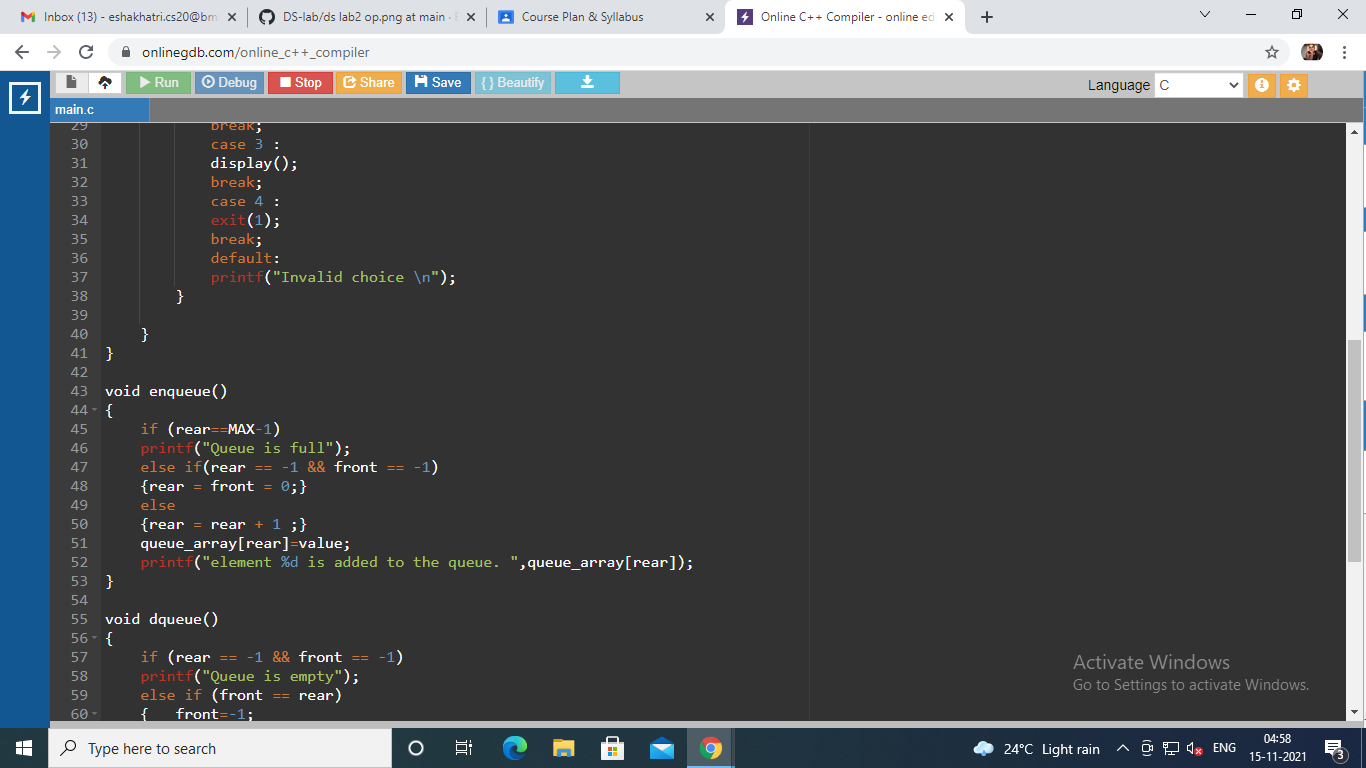 Inbox (13) - eshakhatri.cs20@bm
DS-lab/ds lab2 op.png at main ·
Course Plan & Syllabus
Online C++ Compiler - online ed
onlinegdb.com/online_c++_compiler
Run Debug Stop Share Save {} Beautify
Language C
main.c
29 break;
30 case 3 :
31 display();
32 break;
33 case 4 :
34 exit(1);
35 break;
36 default:
37 printf("Invalid choice \n");
38 }
39
40 }
41 }
42
43 void enqueue()
44 {
45 if (rear==MAX-1)
46 printf("Queue is full");
47 else if(rear == -1 && front == -1)
48 {rear = front = 0;}
49 else
50 {rear = rear + 1 ;}
51 queue_array[rear]=value;
52 printf("element %d is added to the queue. ",queue_array[rear]);
53 }
54
55 void dqueue()
56 {
57 if (rear == -1 && front == -1)
58 printf("Queue is empty");
59 else if (front == rear)
60 { front=-1;
Activate Windows
Go to Settings to activate Windows.
Type here to search
24°C Light rain
ENG
04:58
15-11-2021
3